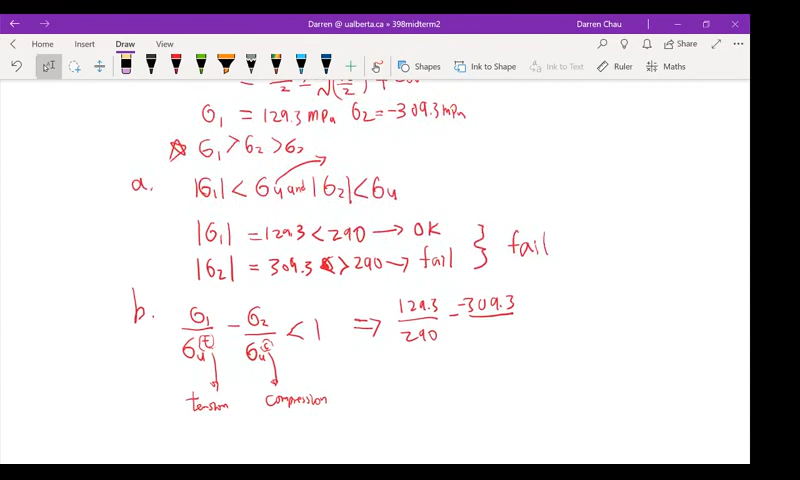 Darren @ ualberta.ca » 398midterm2
Darren Chau
Home Insert Draw View
Share
Shapes Ink to Shape Ink to Text Ruler Maths
σ1 = 129.3 MPa σ2 = -309.3 MPa
σ1 > σ2 > σ3
a. |σ1| < σu and |σ2| < σu
|σ1| = 129.3 < 290 → OK
|σ2| = 309.3 > 290 → fail } fail
b. σ1/σu(t) - σ2/σu(c) < 1 ⇒ 129.3/290 - -309.3/
tension compression